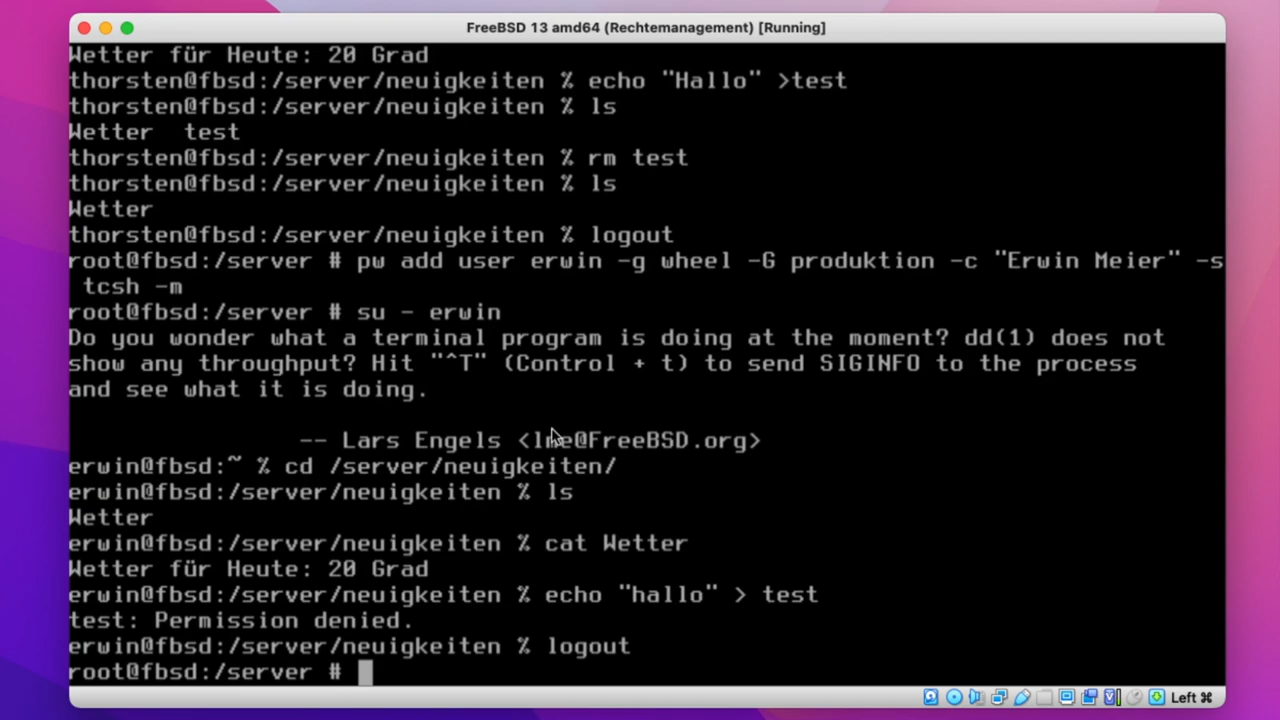 FreeBSD 13 amd64 (Rechtemanagement) [Running]
Wetter für Heute: 20 Grad
thorsten@fbsd:/server/neuigkeiten % echo "Hallo" >test
thorsten@fbsd:/server/neuigkeiten % ls
Wetter  test
thorsten@fbsd:/server/neuigkeiten % rm test
thorsten@fbsd:/server/neuigkeiten % ls
Wetter
thorsten@fbsd:/server/neuigkeiten % logout
root@fbsd:/server # pw add user erwin -g wheel -G produktion -c "Erwin Meier" -s
 tcsh -m
root@fbsd:/server # su - erwin
Do you wonder what a terminal program is doing at the moment? dd(1) does not
show any throughput? Hit "^T" (Control + t) to send SIGINFO to the process
and see what it is doing.
-- Lars Engels <lme@FreeBSD.org>
erwin@fbsd:~ % cd /server/neuigkeiten/
erwin@fbsd:/server/neuigkeiten % ls
Wetter
erwin@fbsd:/server/neuigkeiten % cat Wetter
Wetter für Heute: 20 Grad
erwin@fbsd:/server/neuigkeiten % echo "hallo" > test
test: Permission denied.
erwin@fbsd:/server/neuigkeiten % logout
root@fbsd:/server #
Left ⌘